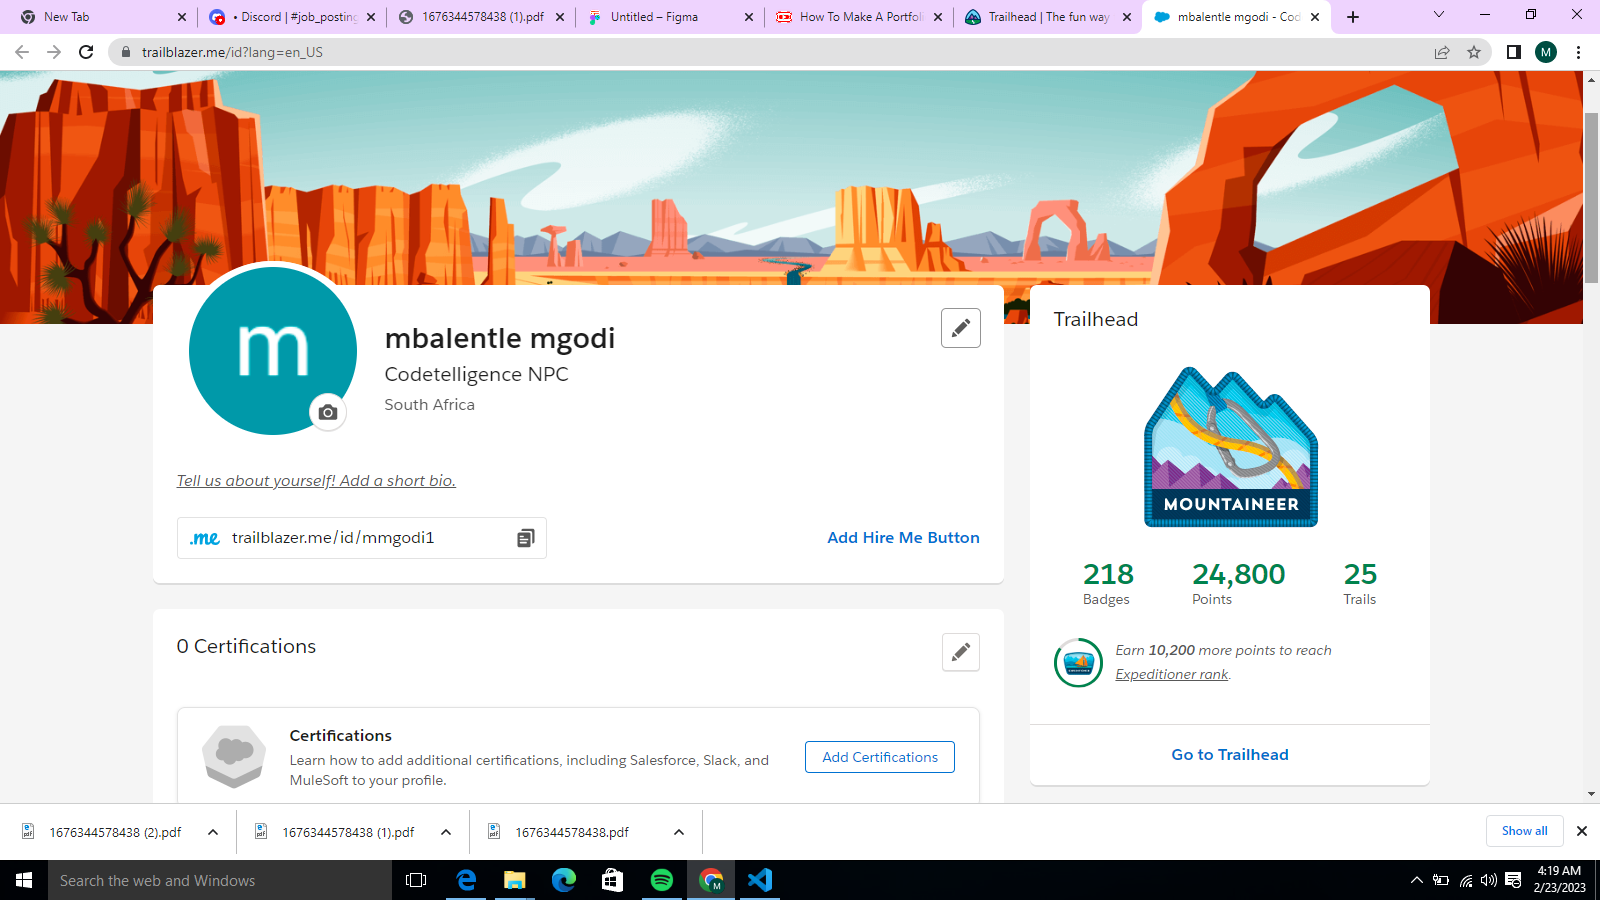 New Tab
• Discord | #job_posting
1676344578438 (1).pdf
Untitled – Figma
How To Make A Portfoli
Trailhead | The fun way
mbalentle mgodi - Cod
trailblazer.me/id?lang=en_US
M
m
mbalentle mgodi
Codetelligence NPC
South Africa
Tell us about yourself! Add a short bio.
.me trailblazer.me/id/mmgodi1
Add Hire Me Button
0 Certifications
Certifications
Learn how to add additional certifications, including Salesforce, Slack, and
MuleSoft to your profile.
Add Certifications
Trailhead
MOUNTAINEER
218 24,800 25
Badges Points Trails
Earn 10,200 more points to reach
Expeditioner rank.
Go to Trailhead
1676344578438 (2).pdf
1676344578438 (1).pdf
1676344578438.pdf
Show all
Search the web and Windows
4:19 AM
2/23/2023